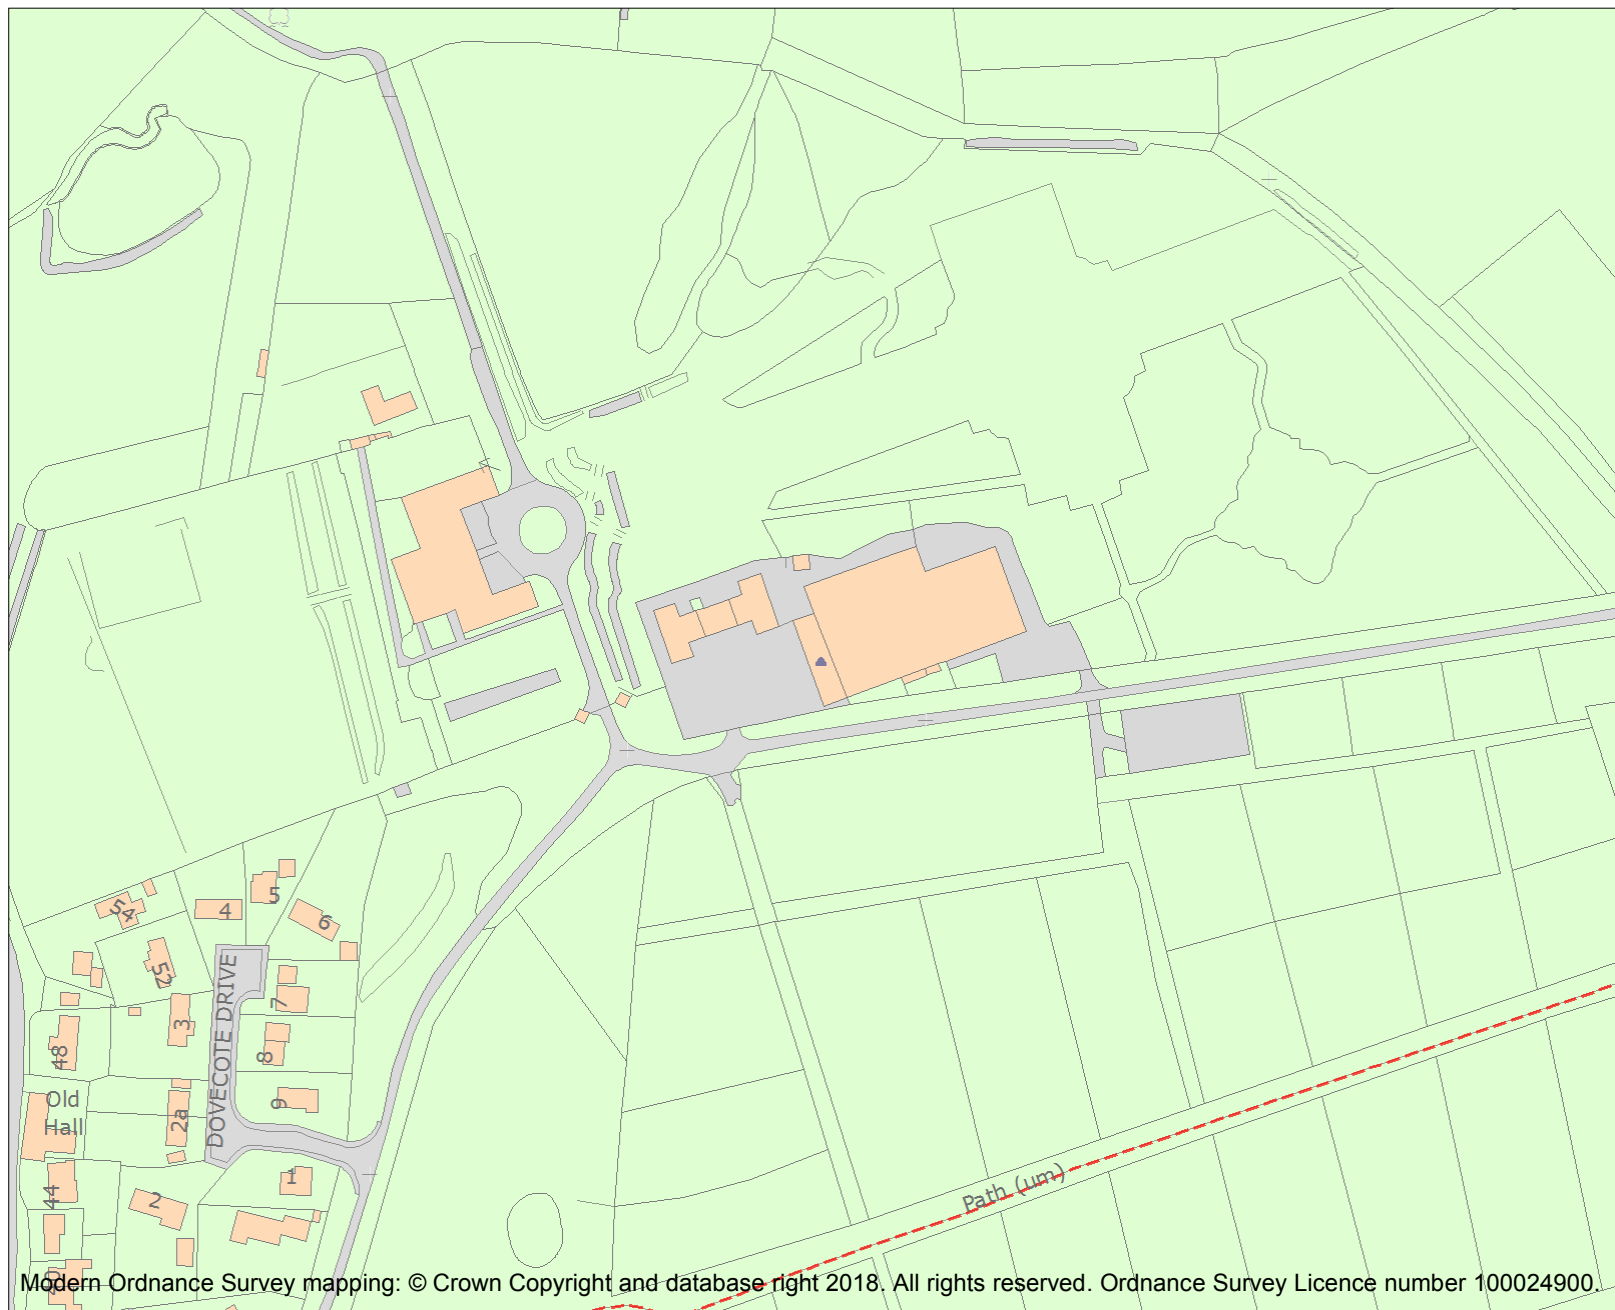 54
4
5
6
52
DOVECOTE DRIVE
7
3
48
8
Old
Hall
2a
9
1
44
2
Path (um)
40
Modern Ordnance Survey mapping: © Crown Copyright and database right 2018. All rights reserved. Ordnance Survey Licence number 100024900.